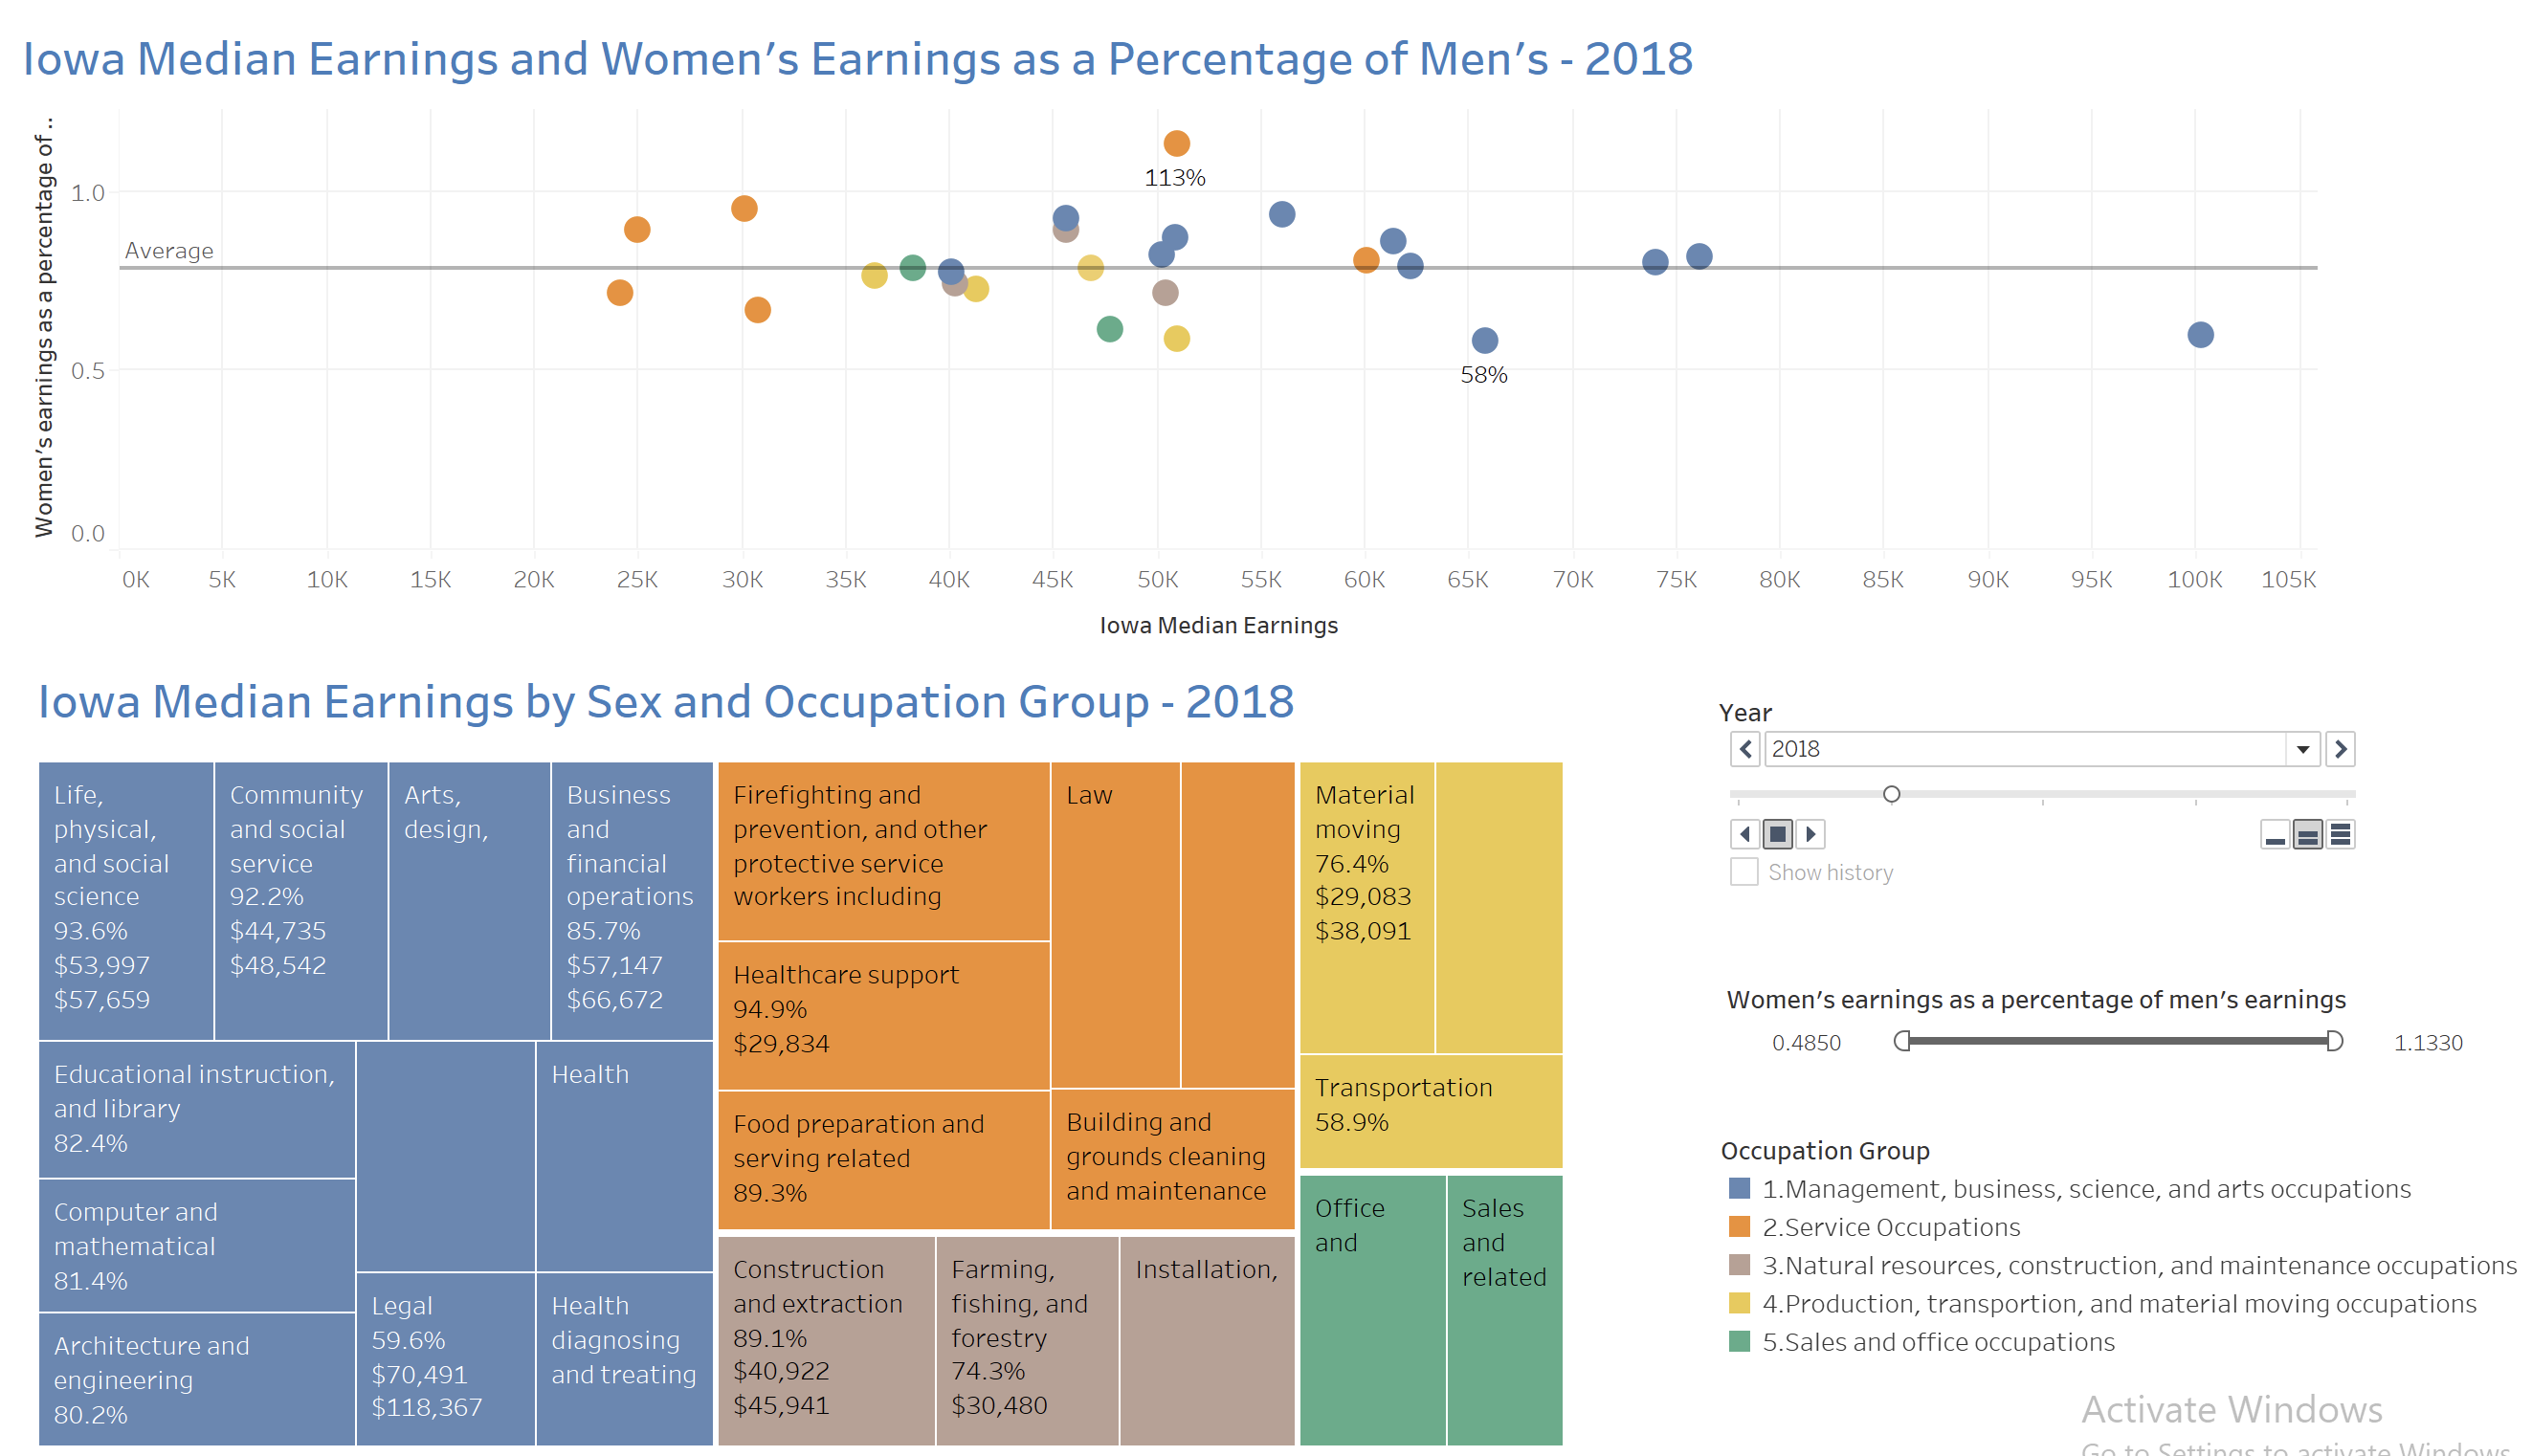 Iowa Median Earnings and Women's Earnings as a Percentage of Men's - 2018
Women's earnings as a percentage of ..
1.0
0.5
0.0
Average
113%
58%
0K 5K 10K 15K 20K 25K 30K 35K 40K 45K 50K 55K 60K 65K 70K 75K 80K 85K 90K 95K 100K 105K
Iowa Median Earnings
Iowa Median Earnings by Sex and Occupation Group - 2018
Life,
physical,
and social
science
93.6%
$53,997
$57,659
Community
and social
service
92.2%
$44,735
$48,542
Arts,
design,
Business
and
financial
operations
85.7%
$57,147
$66,672
Educational instruction,
and library
82.4%
Computer and
mathematical
81.4%
Architecture and
engineering
80.2%
Legal
59.6%
$70,491
$118,367
Health
Health
diagnosing
and treating
Firefighting and
prevention, and other
protective service
workers including
Healthcare support
94.9%
$29,834
Food preparation and
serving related
89.3%
Law
Building and
grounds cleaning
and maintenance
Construction
and extraction
89.1%
$40,922
$45,941
Farming,
fishing, and
forestry
74.3%
$30,480
Installation,
Material
moving
76.4%
$29,083
$38,091
Transportation
58.9%
Office
and
Sales
and
related
Year
2018
Show history
Women's earnings as a percentage of men's earnings
0.4850
1.1330
Occupation Group
1.Management, business, science, and arts occupations
2.Service Occupations
3.Natural resources, construction, and maintenance occupations
4.Production, transportion, and material moving occupations
5.Sales and office occupations
Activate Windows
Go to Settings to activate Windows